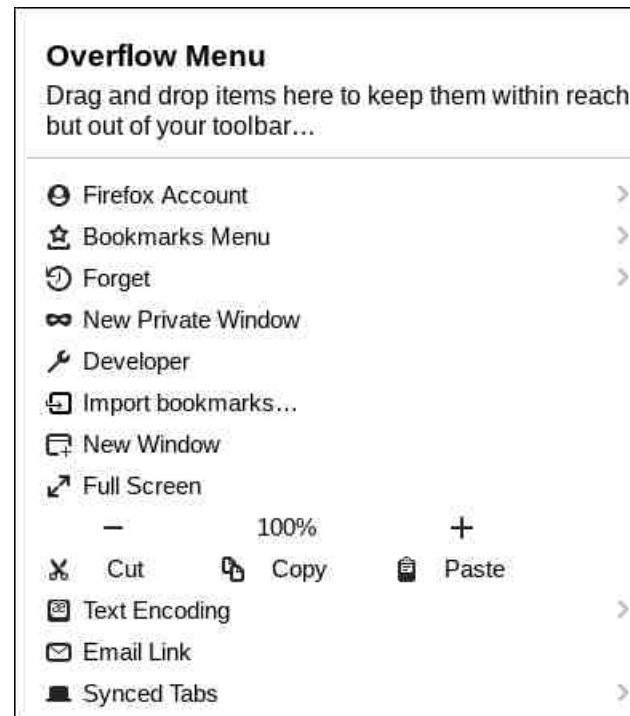 Overflow Menu
Drag and drop items here to keep them within reach
but out of your toolbar…
Firefox Account
Bookmarks Menu
Forget
New Private Window
Developer
Import bookmarks…
New Window
Full Screen
− 100% +
Cut Copy Paste
Text Encoding
Email Link
Synced Tabs